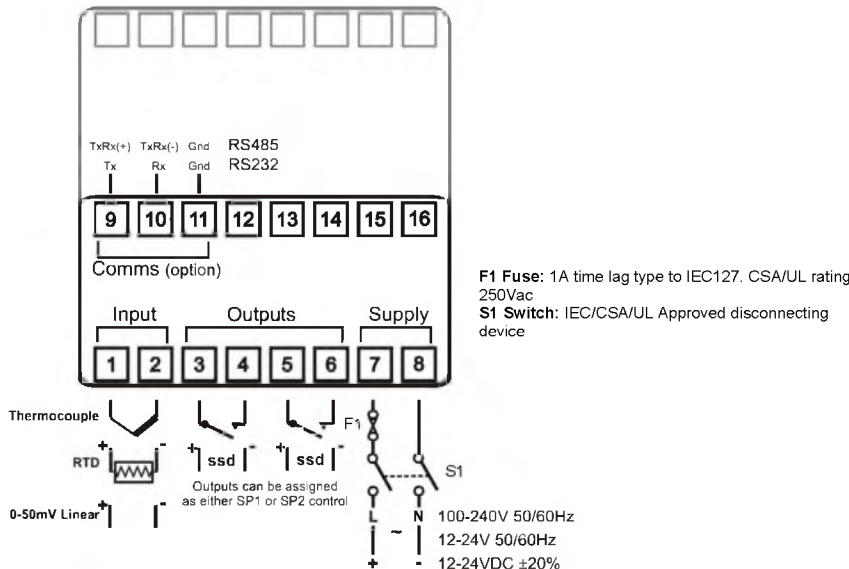 TxRx(+) TxRx(-) Gnd RS485
Tx Rx Gnd RS232
9 10 11 12 13 14 15 16
Comms (option)
F1 Fuse: 1A time lag type to IEC127. CSA/UL rating
250Vac
S1 Switch: IEC/CSA/UL Approved disconnecting
device
Input Outputs Supply
1 2 3 4 5 6 7 8
Thermocouple
F1
+ - + ssd - + ssd -
RTD
S1
Outputs can be assigned
as either SP1 or SP2 control
+ -
0-50mV Linear
L N 100-240V 50/60Hz
~ 12-24V 50/60Hz
+ - 12-24VDC ±20%